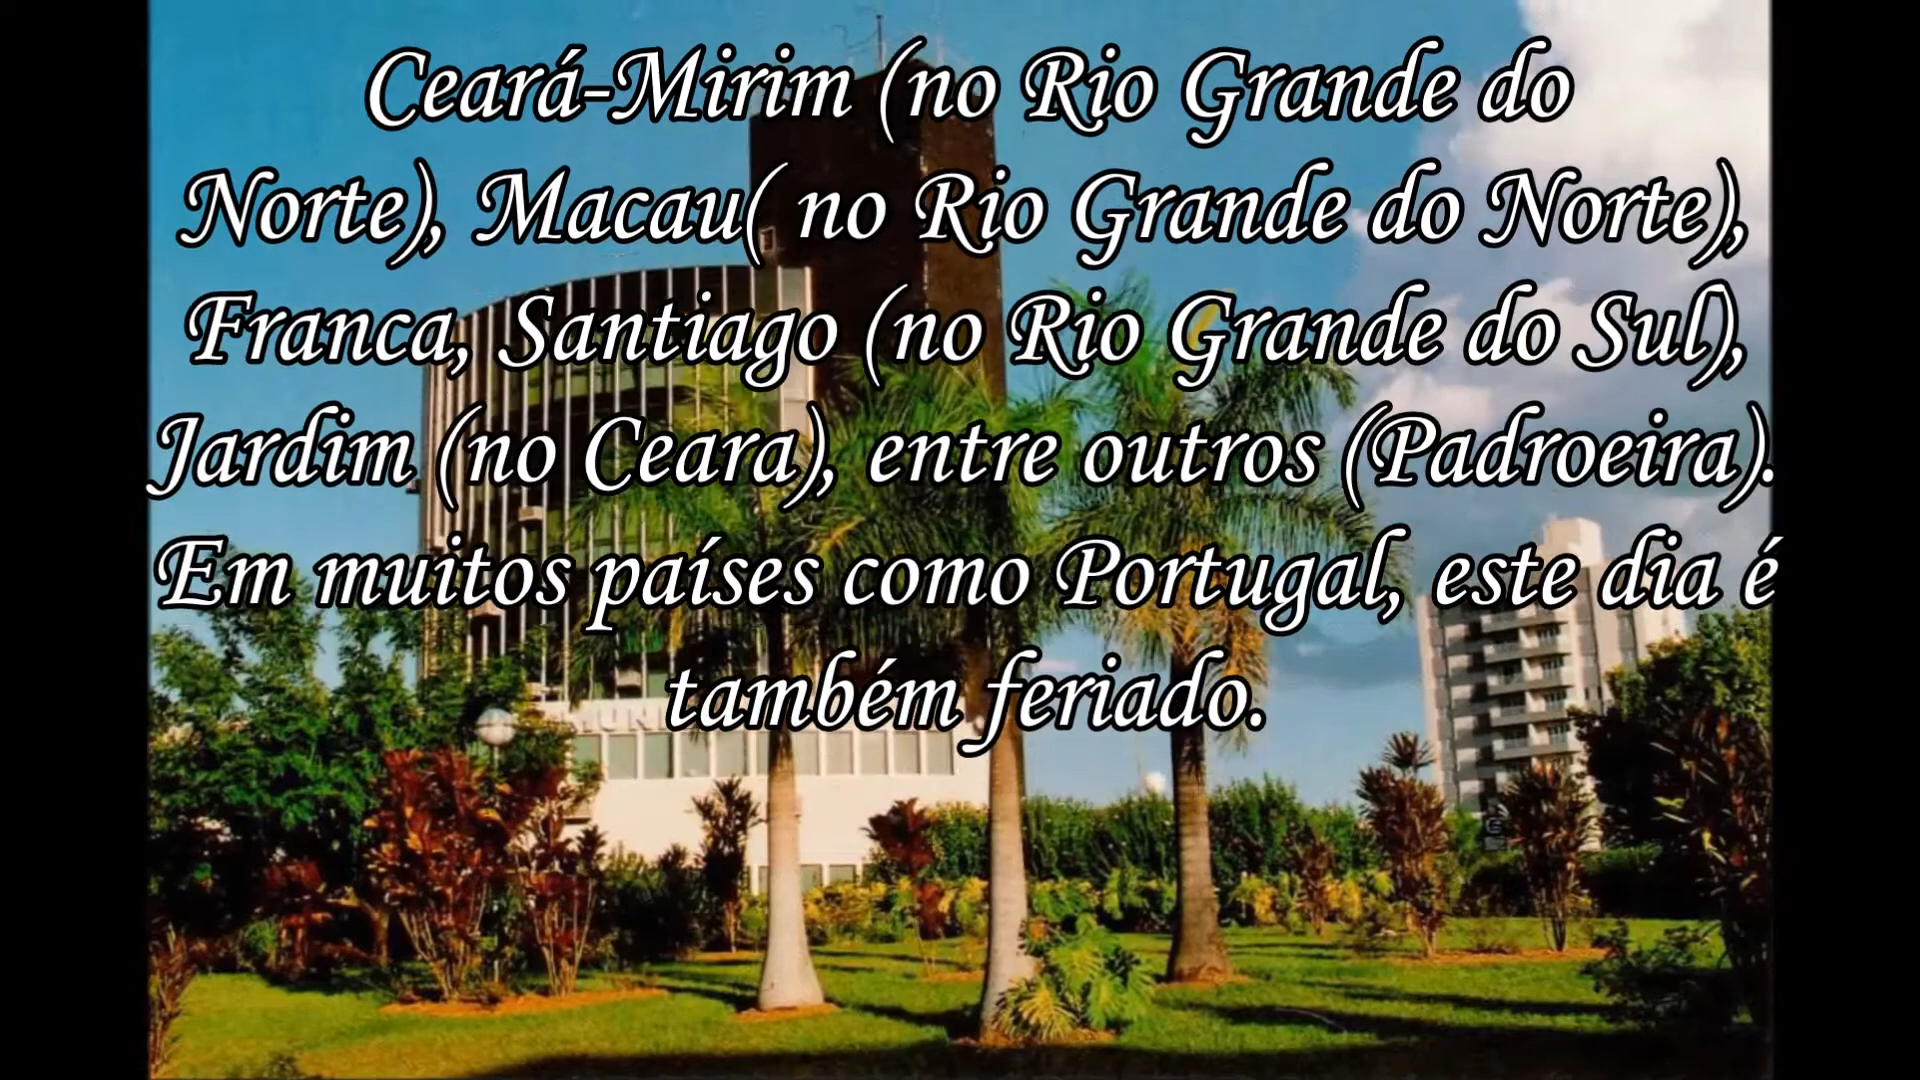 Ceará-Mirim (no Rio Grande do
Norte), Macau( no Rio Grande do Norte),
Franca, Santiago (no Rio Grande do Sul),
Jardim (no Ceara), entre outros (Padroeira).
Em muitos países como Portugal, este dia é
também feriado.